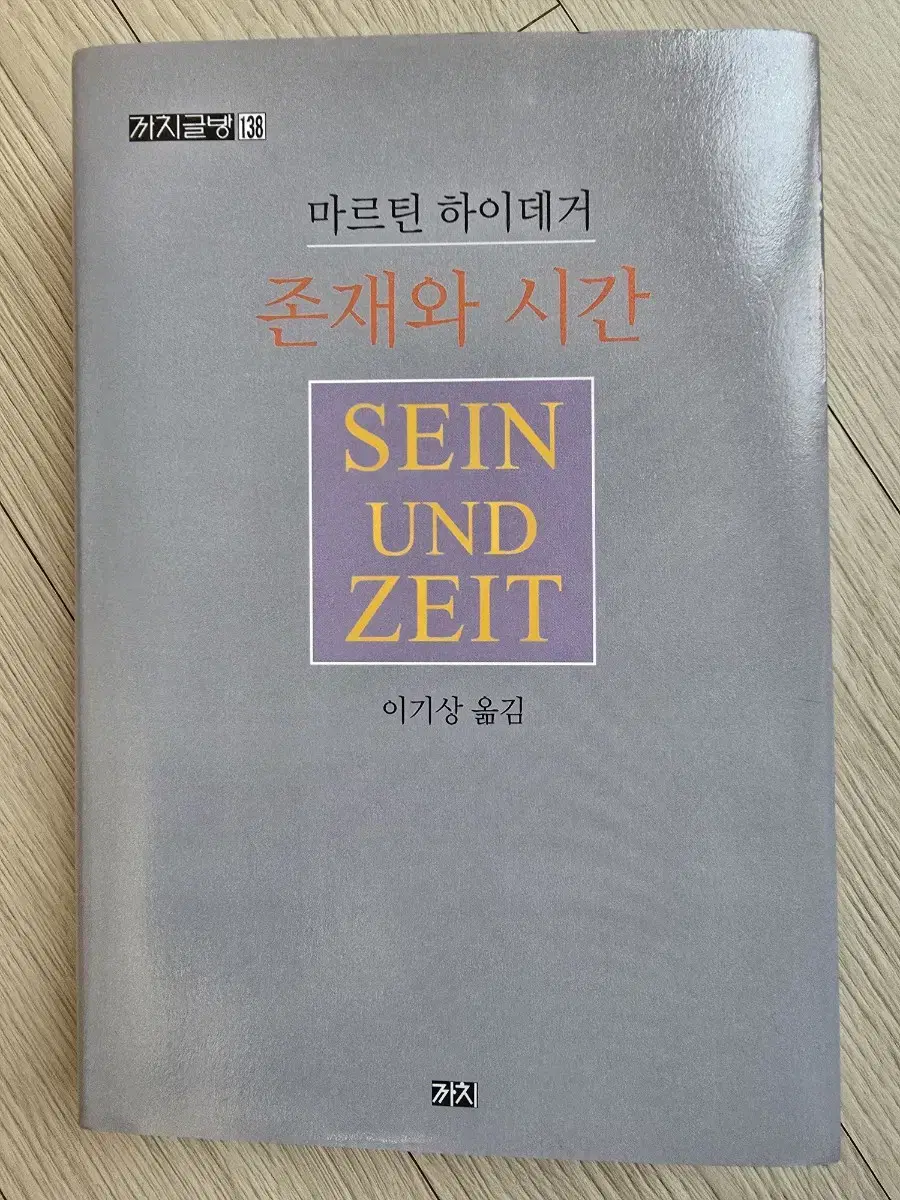 까치글방 138
마르틴 하이데거
존재와 시간
SEIN
UND
ZEIT
이기상 옮김
까치